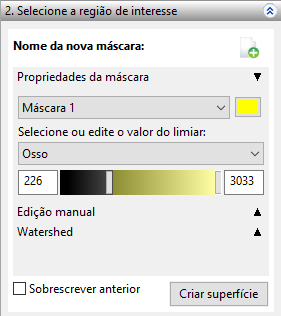 2. Selecione a região de interesse
Nome da nova máscara:
Propriedades da máscara
Máscara 1
Selecione ou edite o valor do limiar:
Osso
226 3033
Edição manual
Watershed
Sobrescrever anterior Criar superfície